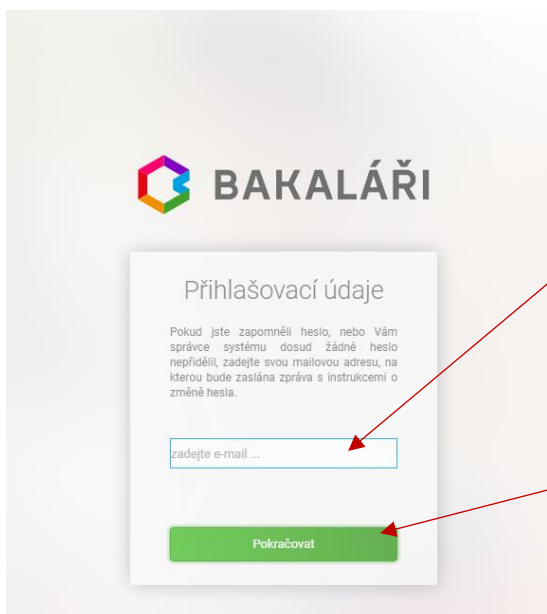 BAKALÁŘI
Přihlašovací údaje
Pokud jste zapomněli heslo, nebo Vám
správce systému dosud žádné heslo
nepřidělil, zadejte svou mailovou adresu, na
kterou bude zaslána zpráva s instrukcemi o
změně hesla.
zadejte e-mail ...
Pokračovat